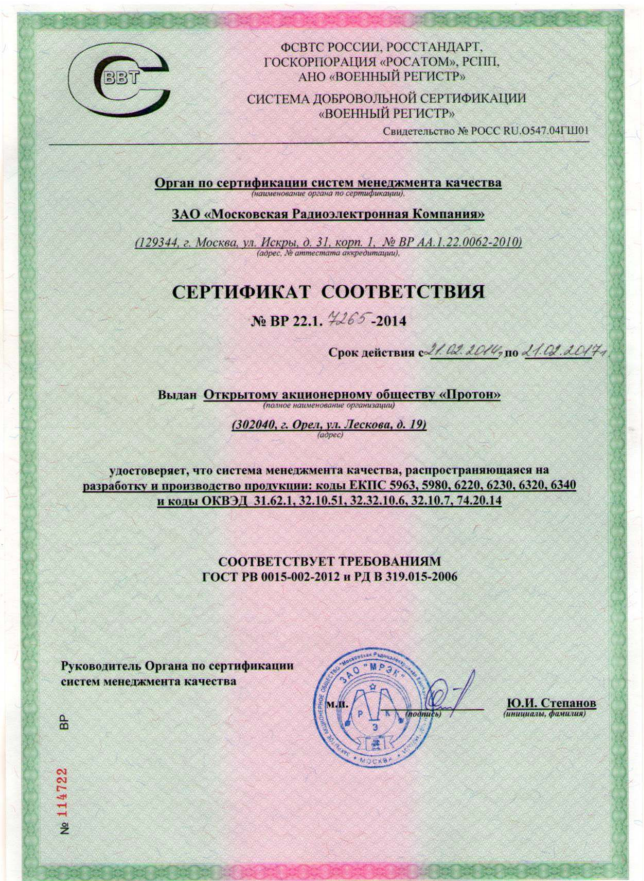 ВВТ
ФСВТС РОССИИ, РОССТАНДАРТ,
ГОСКОРПОРАЦИЯ «РОСАТОМ», РСПП,
АНО «ВОЕННЫЙ РЕГИСТР»
СИСТЕМА ДОБРОВОЛЬНОЙ СЕРТИФИКАЦИИ
«ВОЕННЫЙ РЕГИСТР»
Свидетельство № РОСС RU.О547.04ГШ01
Орган по сертификации систем менеджмента качества
(наименование органа по сертификации),
ЗАО «Московская Радиоэлектронная Компания»
(129344, г. Москва, ул. Искры, д. 31, корп. 1, № ВР АА.1.22.0062-2010)
(адрес, № аттестата аккредитации),
СЕРТИФИКАТ СООТВЕТСТВИЯ
№ ВР 22.1. 7265 -2014
Срок действия с 21.02.2014г по 21.02.2017г
Выдан Открытому акционерному обществу «Протон»
(полное наименование организации)
(302040, г. Орел, ул. Лескова, д. 19)
(адрес)
удостоверяет, что система менеджмента качества, распространяющаяся на
разработку и производство продукции: коды ЕКПС 5963, 5980, 6220, 6230, 6320, 6340
и коды ОКВЭД 31.62.1, 32.10.51, 32.32.10.6, 32.10.7, 74.20.14
СООТВЕТСТВУЕТ ТРЕБОВАНИЯМ
ГОСТ РВ 0015-002-2012 и РД В 319.015-2006
Руководитель Органа по сертификации
систем менеджмента качества
ЗАО "МРЭК"
МОСКВА
м.п.
(подпись)
Ю.И. Степанов
(инициалы, фамилия)
№ 114722 ВР